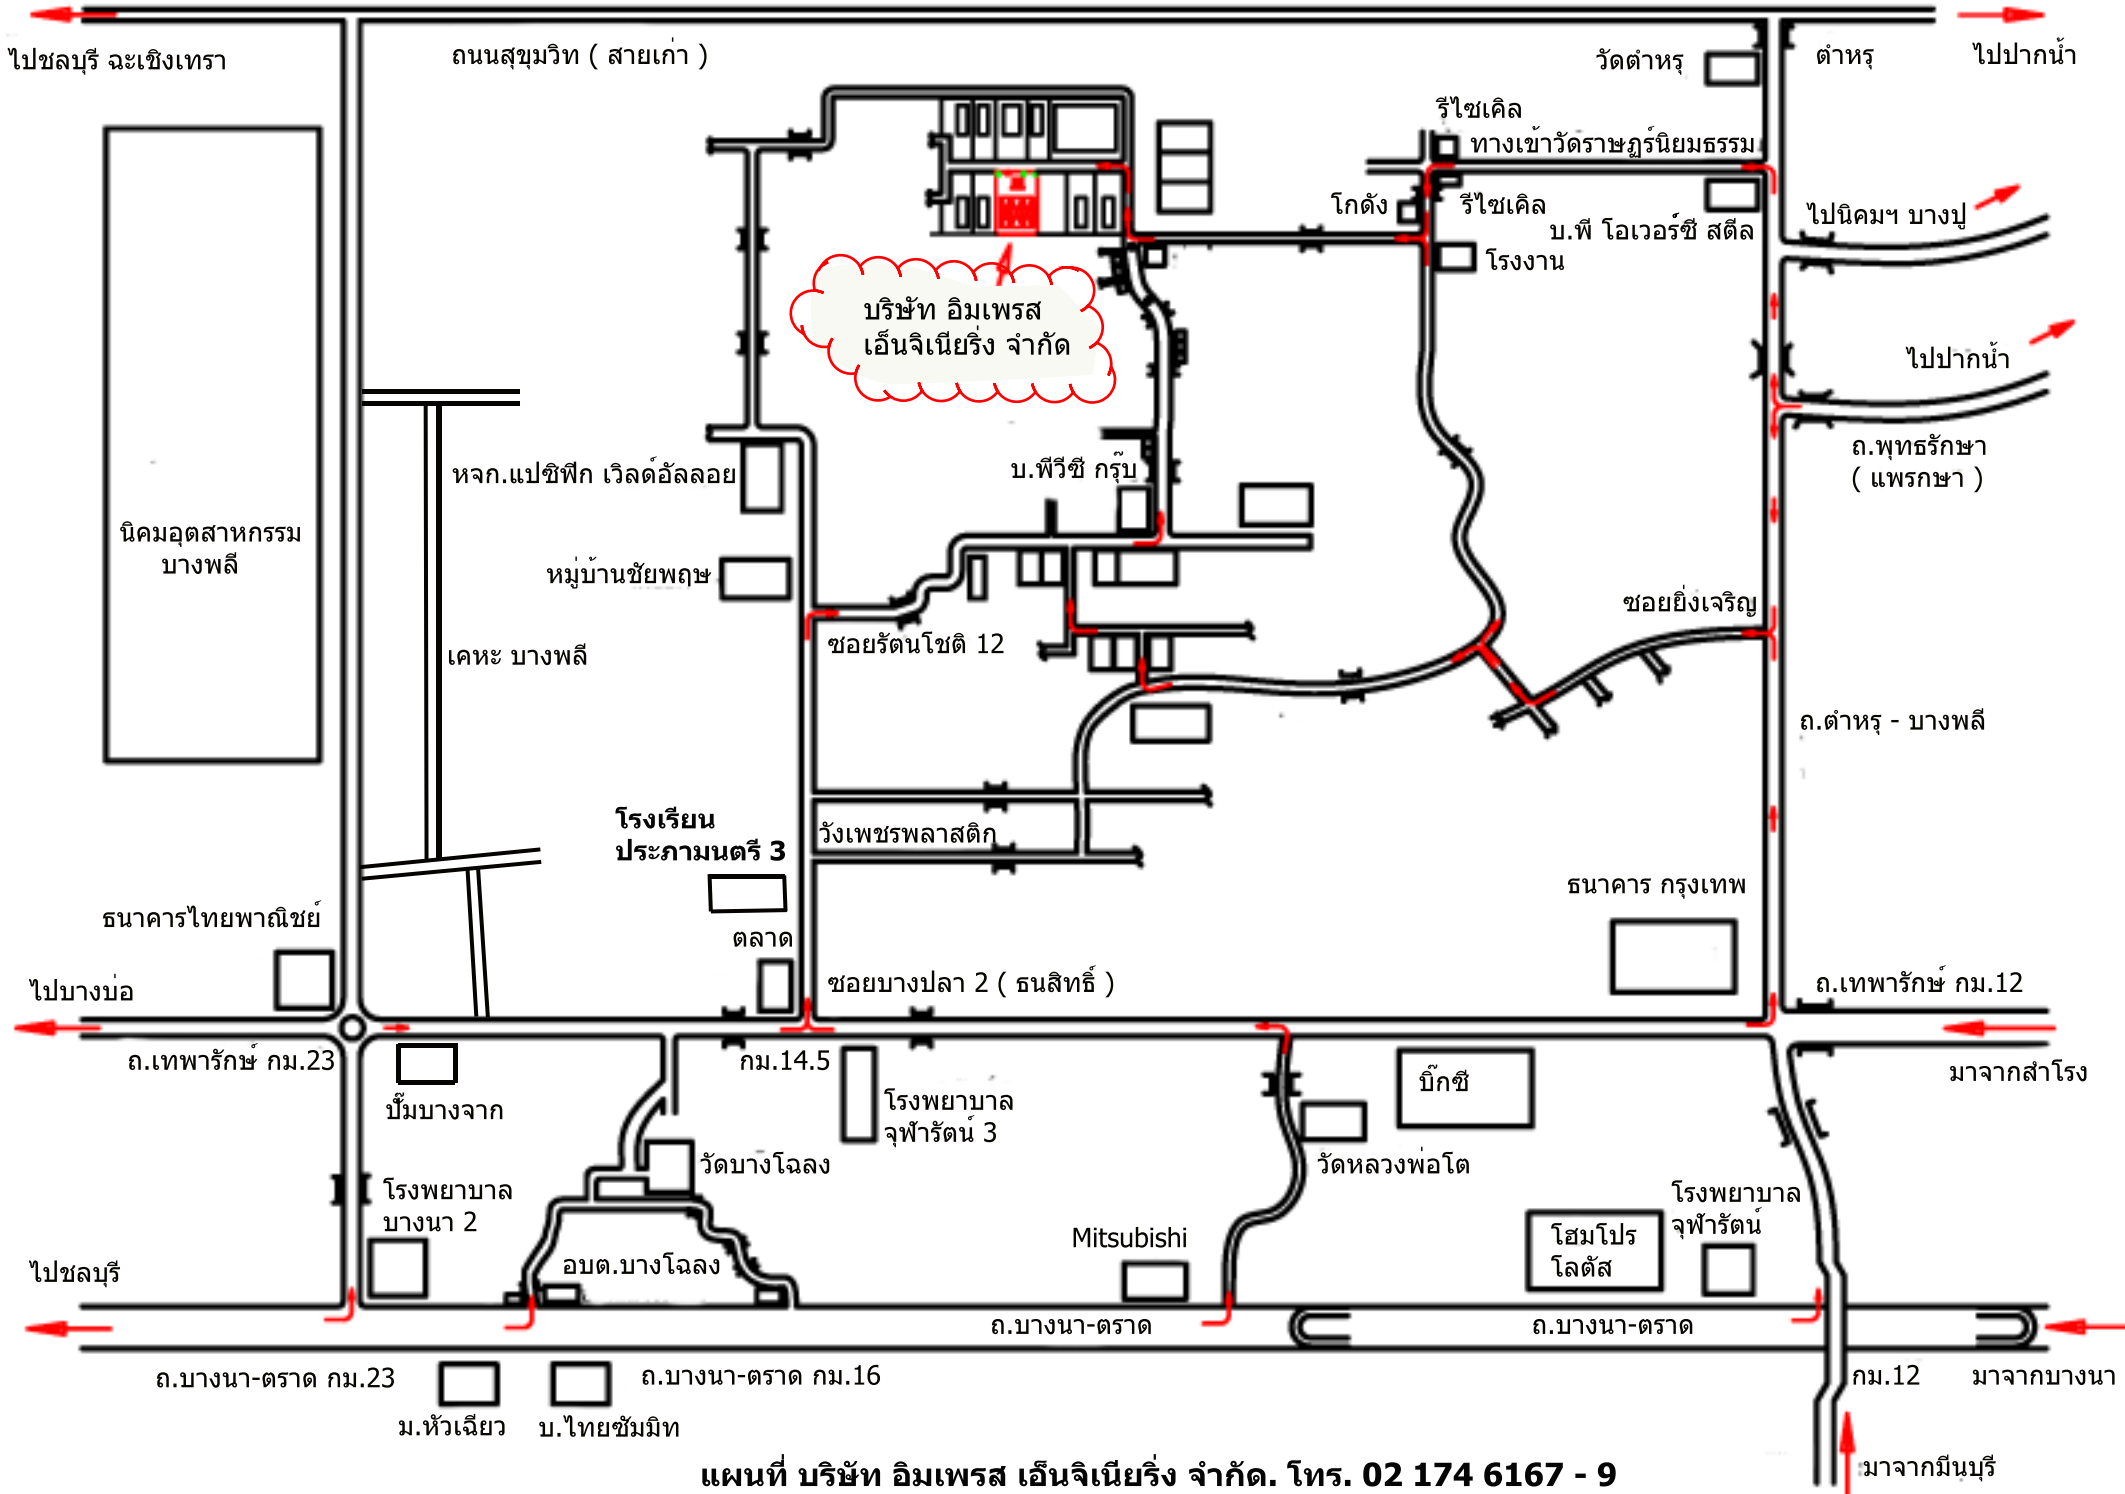 ไปชลบุรี ฉะเชิงเทรา
ถนนสุขุมวิท ( สายเก่า )
วัดตำหรุ
ตำหรุ
ไปปากน้ำ
รีไซเคิล
ทางเข้าวัดราษฎร์นิยมธรรม
โกดัง
รีไซเคิล
บ.พี โอเวอร์ซี สตีล
ไปนิคมฯ บางปู
โรงงาน
บริษัท อิมเพรส
เอ็นจิเนียริ่ง จำกัด
ไปปากน้ำ
ถ.พุทธรักษา
( แพรกษา )
หจก.แปซิฟิก เวิลด์อัลลอย
บ.พีวีซี กรุ๊บ
นิคมอุตสาหกรรม
บางพลี
หมู่บ้านชัยพฤษ
ซอยยิ่งเจริญ
ซอยรัตนโชติ 12
เคหะ บางพลี
ถ.ตำหรุ - บางพลี
โรงเรียน
ประภามนตรี 3
วังเพชรพลาสติก
ธนาคาร กรุงเทพ
ธนาคารไทยพาณิชย์
ตลาด
ไปบางบ่อ
ซอยบางปลา 2 ( ธนสิทธิ์ )
ถ.เทพารักษ์ กม.12
ถ.เทพารักษ์ กม.23
กม.14.5
มาจากสำโรง
ปั๊มบางจาก
โรงพยาบาล
จุฬารัตน์ 3
บิ๊กซี
วัดบางโฉลง
วัดหลวงพ่อโต
โรงพยาบาล
บางนา 2
โรงพยาบาล
จุฬารัตน์
Mitsubishi
โฮมโปร
โลตัส
ไปชลบุรี
อบต.บางโฉลง
ถ.บางนา-ตราด
ถ.บางนา-ตราด
ถ.บางนา-ตราด กม.23
ถ.บางนา-ตราด กม.16
กม.12
มาจากบางนา
ม.หัวเฉียว
บ.ไทยซัมมิท
มาจากมีนบุรี
แผนที่ บริษัท อิมเพรส เอ็นจิเนียริ่ง จำกัด. โทร. 02 174 6167 - 9